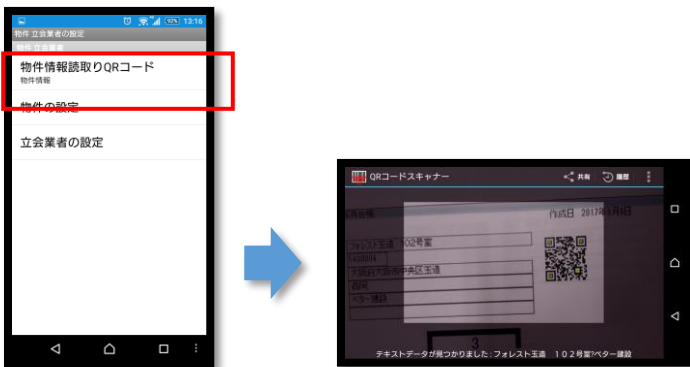 92% 13:16
物件 立会業者の設定
物件 立会業者
物件情報読取りQRコード
物件情報
物件の設定
立会業者の設定
QRコードスキャナー
共有
履歴
作成日 2017年9月4日
フォレスト玉造 102号室
大阪府大阪市中央区玉造
ベター建設
3
テキストデータが見つかりました:フォレスト玉造 102号室?ベター建設